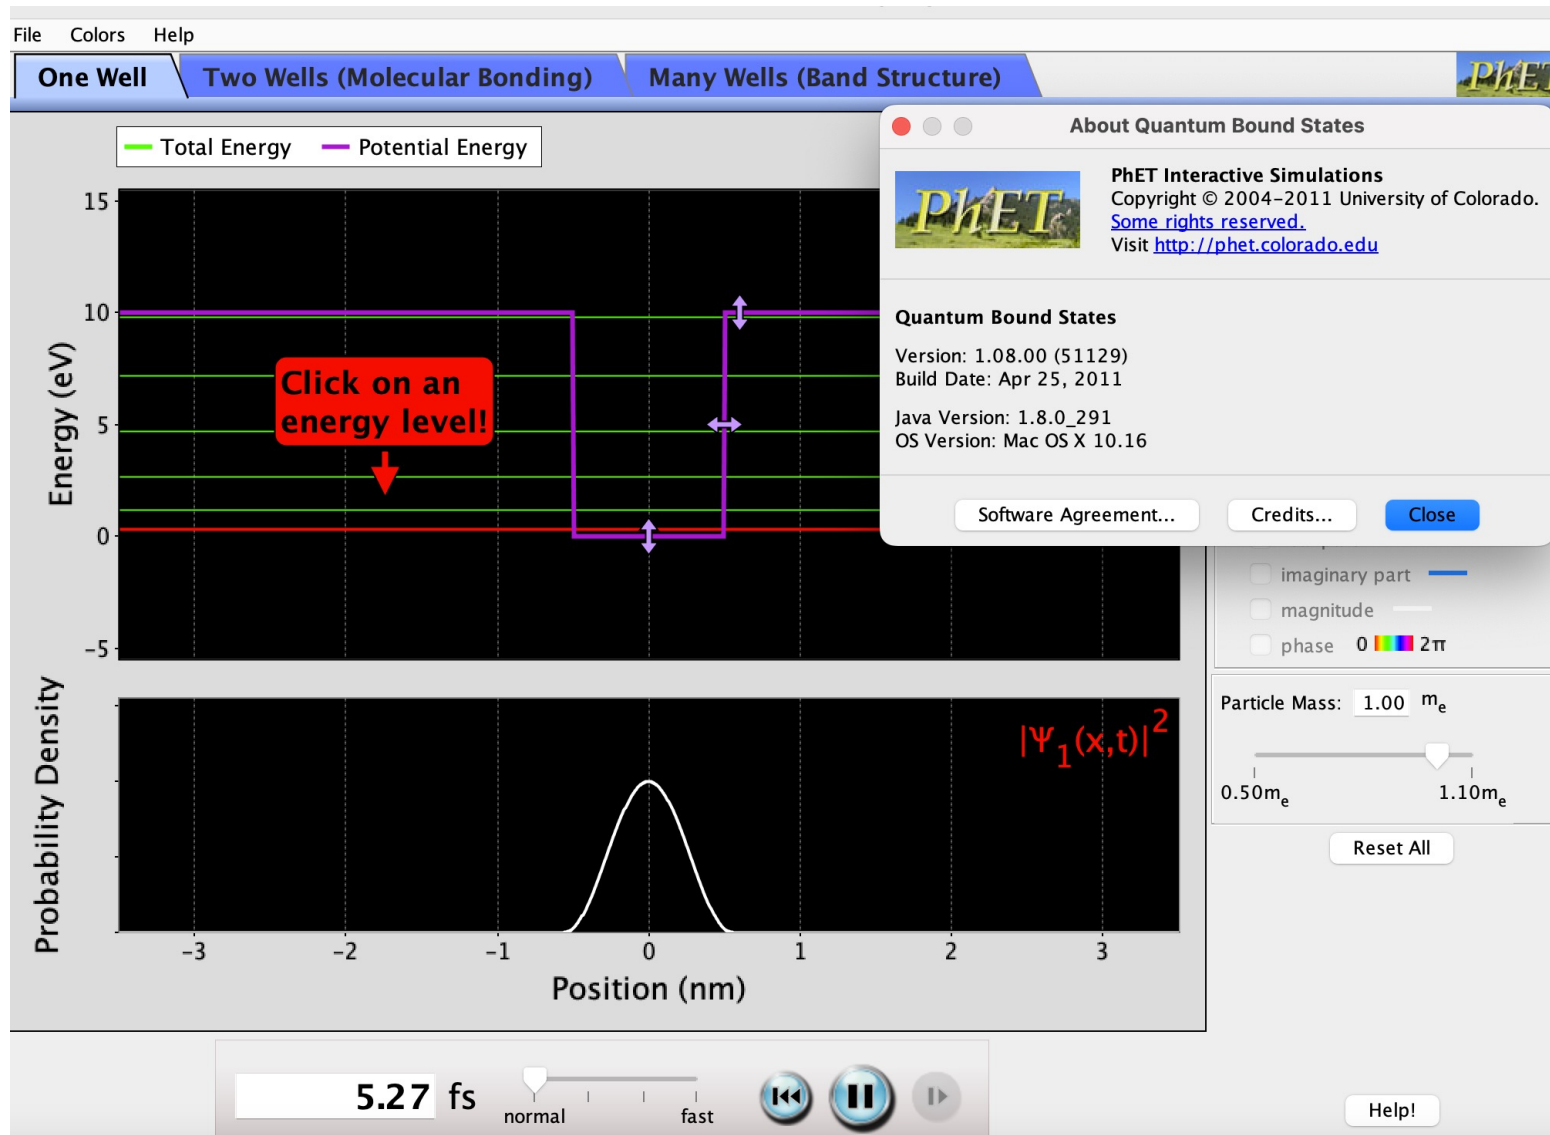 File Colors Help
One Well Two Wells (Molecular Bonding) Many Wells (Band Structure)
PhET
Total Energy Potential Energy
15
10
5
0
−5
Energy (eV)
Click on an
energy level!
About Quantum Bound States
PhET
PhET Interactive Simulations
Copyright © 2004–2011 University of Colorado.
Some rights reserved.
Visit http://phet.colorado.edu
Quantum Bound States
Version: 1.08.00 (51129)
Build Date: Apr 25, 2011
Java Version: 1.8.0_291
OS Version: Mac OS X 10.16
Software Agreement... Credits... Close
imaginary part
magnitude
phase 0 2π
Particle Mass: 1.00 mₑ
0.50mₑ 1.10mₑ
Reset All
Probability Density
|Ψ₁(x,t)|²
−3 −2 −1 0 1 2 3
Position (nm)
5.27 fs
normal fast
Help!